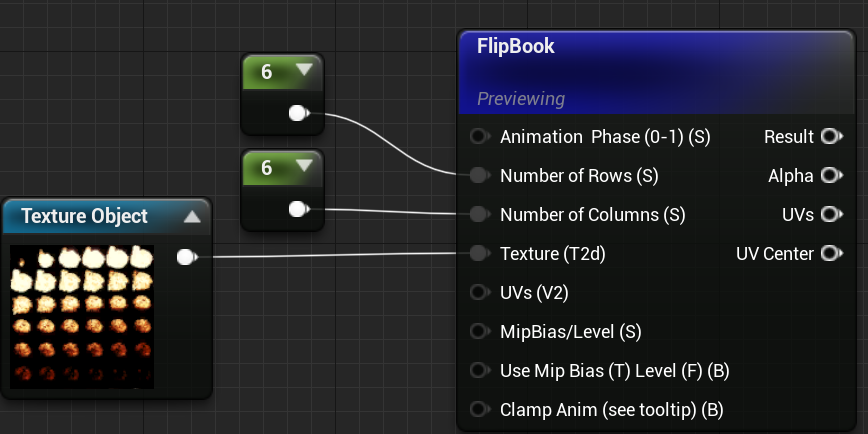 6
6
Texture Object
FlipBook
Previewing
Animation Phase (0-1) (S)
Result
Number of Rows (S)
Alpha
Number of Columns (S)
UVs
Texture (T2d)
UV Center
UVs (V2)
MipBias/Level (S)
Use Mip Bias (T) Level (F) (B)
Clamp Anim (see tooltip) (B)